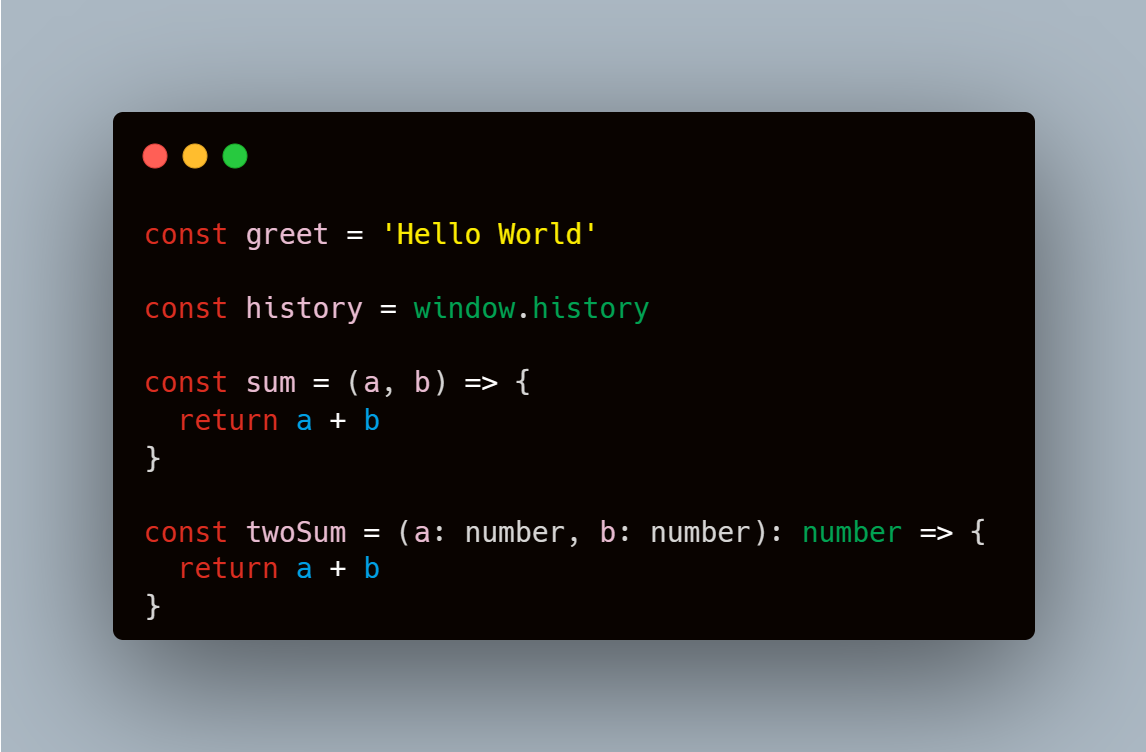 const greet = 'Hello World'
const history = window.history
const sum = (a, b) => {
  return a + b
}
const twoSum = (a: number, b: number): number => {
  return a + b
}